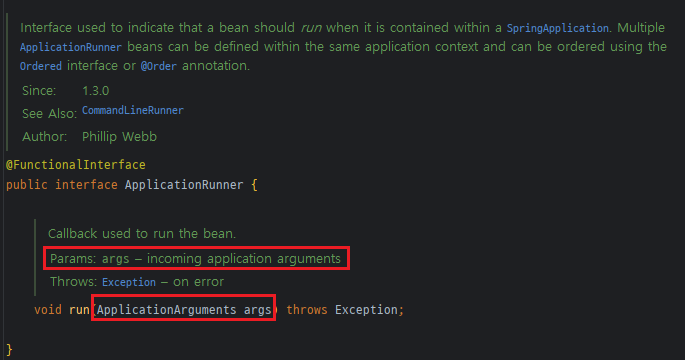 Interface used to indicate that a bean should run when it is contained within a SpringApplication. Multiple
ApplicationRunner beans can be defined within the same application context and can be ordered using the
Ordered interface or @Order annotation.
Since: 1.3.0
See Also: CommandLineRunner
Author: Phillip Webb
@FunctionalInterface
public interface ApplicationRunner {
Callback used to run the bean.
Params: args – incoming application arguments
Throws: Exception – on error
void run(ApplicationArguments args) throws Exception;
}